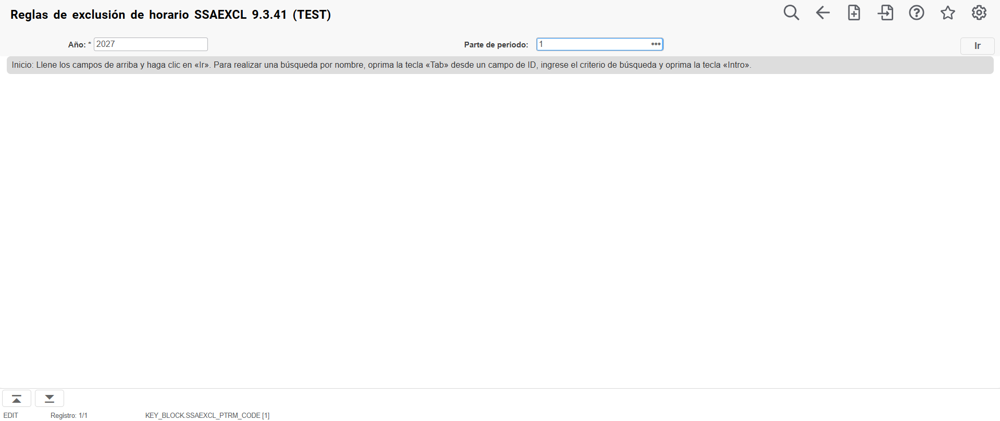 Reglas de exclusión de horario SSAEXCL 9.3.41 (TEST)
Año: * 2027 Parte de periodo: 1 ••• Ir
Inicio: Llene los campos de arriba y haga clic en «Ir». Para realizar una búsqueda por nombre, oprima la tecla «Tab» desde un campo de ID, ingrese el criterio de búsqueda y oprima la tecla «Intro».
EDIT Registro: 1/1 KEY_BLOCK.SSAEXCL_PTRM_CODE [1]